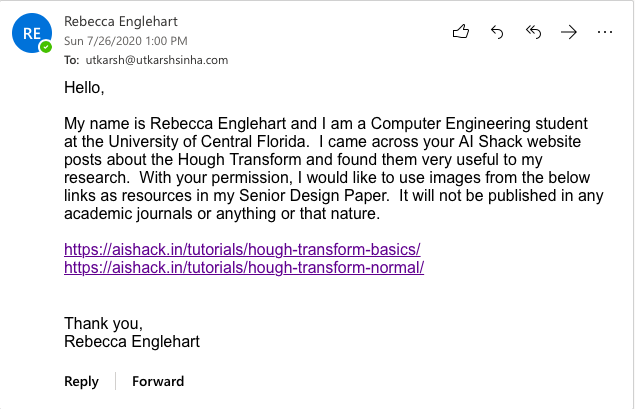 RE
Rebecca Englehart
Sun 7/26/2020 1:00 PM
To: utkarsh@utkarshsinha.com
Hello,
My name is Rebecca Englehart and I am a Computer Engineering student
at the University of Central Florida.  I came across your AI Shack website
posts about the Hough Transform and found them very useful to my
research.  With your permission, I would like to use images from the below
links as resources in my Senior Design Paper.  It will not be published in any
academic journals or anything or that nature.
https://aishack.in/tutorials/hough-transform-basics/
https://aishack.in/tutorials/hough-transform-normal/
Thank you,
Rebecca Englehart
Reply
Forward